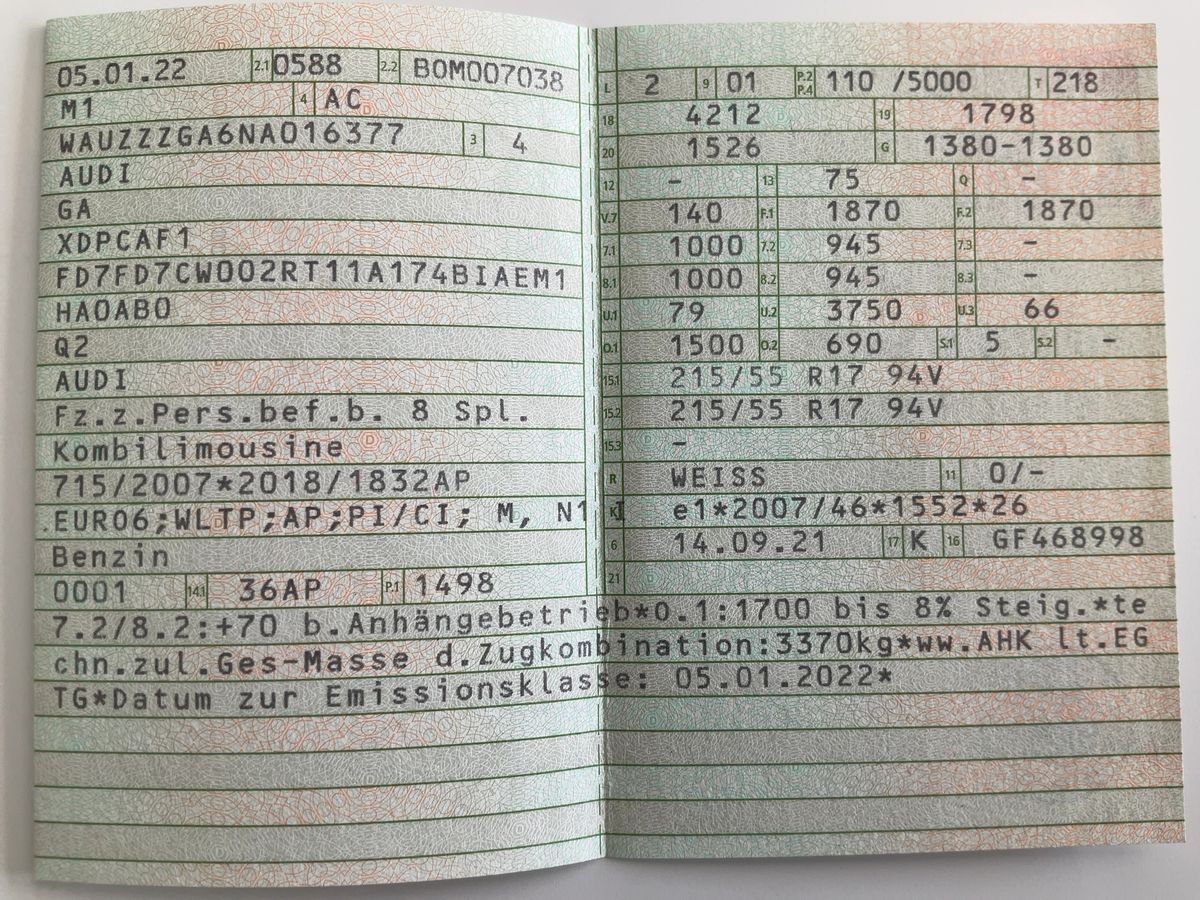 05.01.22 2.1 0588 2.2 BOM007038
M1 4 AC
WAUZZZGA6NA016377 3 4
AUDI
GA
XDPCAF1
FD7FD7CW002RT11A174BIAEM1
HA0AB0
Q2
AUDI
Fz.z.Pers.bef.b. 8 Spl.
Kombilimousine
715/2007*2018/1832AP
.EURO6;WLTP;AP;PI/CI; M, N1 I
Benzin
0001 14.1 36AP P.1 1498
L 2 9 01 P.2 P.4 110 /5000 T 218
18 4212 19 1798
20 1526 G 1380-1380
12 - 13 75 Q -
V.7 140 F.1 1870 F.2 1870
7.1 1000 7.2 945 7.3 -
8.1 1000 8.2 945 8.3 -
U.1 79 U.2 3750 U.3 66
O.1 1500 O.2 690 S.1 5 S.2 -
15.1 215/55 R17 94V
15.2 215/55 R17 94V
15.3 -
R WEISS 11 0/-
K e1*2007/46*1552*26
6 14.09.21 17 K 16 GF468998
21
7.2/8.2:+70 b.Anhängebetrieb*O.1:1700 bis 8% Steig.*te
chn.zul.Ges-Masse d.Zugkombination:3370kg*ww.AHK lt.EG
TG*Datum zur Emissionsklasse: 05.01.2022*